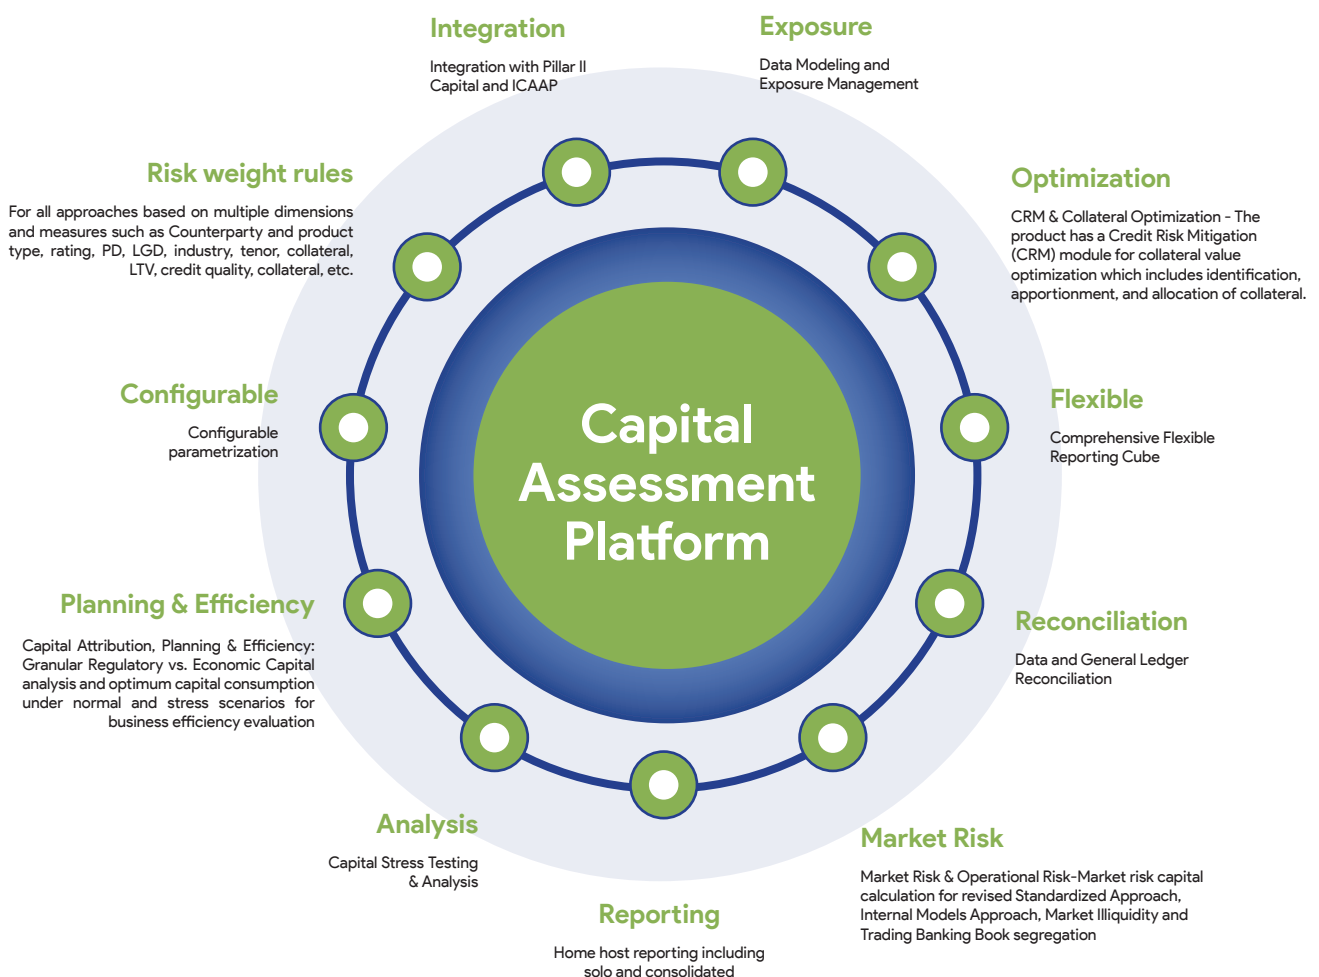 Integration
Integration with Pillar II
Capital and ICAAP
Exposure
Data Modeling and
Exposure Management
Risk weight rules
For all approaches based on multiple dimensions
and measures such as Counterparty and product
type, rating, PD, LGD, industry, tenor, collateral,
LTV, credit quality, collateral, etc.
Optimization
CRM & Collateral Optimization - The
product has a Credit Risk Mitigation
(CRM) module for collateral value
optimization which includes identification,
apportionment, and allocation of collateral.
Configurable
Configurable
parametrization
Flexible
Comprehensive Flexible
Reporting Cube
Capital
Assessment
Platform
Planning & Efficiency
Capital Attribution, Planning & Efficiency:
Granular Regulatory vs. Economic Capital
analysis and optimum capital consumption
under normal and stress scenarios for
business efficiency evaluation
Reconciliation
Data and General Ledger
Reconciliation
Analysis
Capital Stress Testing
& Analysis
Market Risk
Market Risk & Operational Risk-Market risk capital
calculation for revised Standardized Approach,
Internal Models Approach, Market Illiquidity and
Trading Banking Book segregation
Reporting
Home host reporting including
solo and consolidated